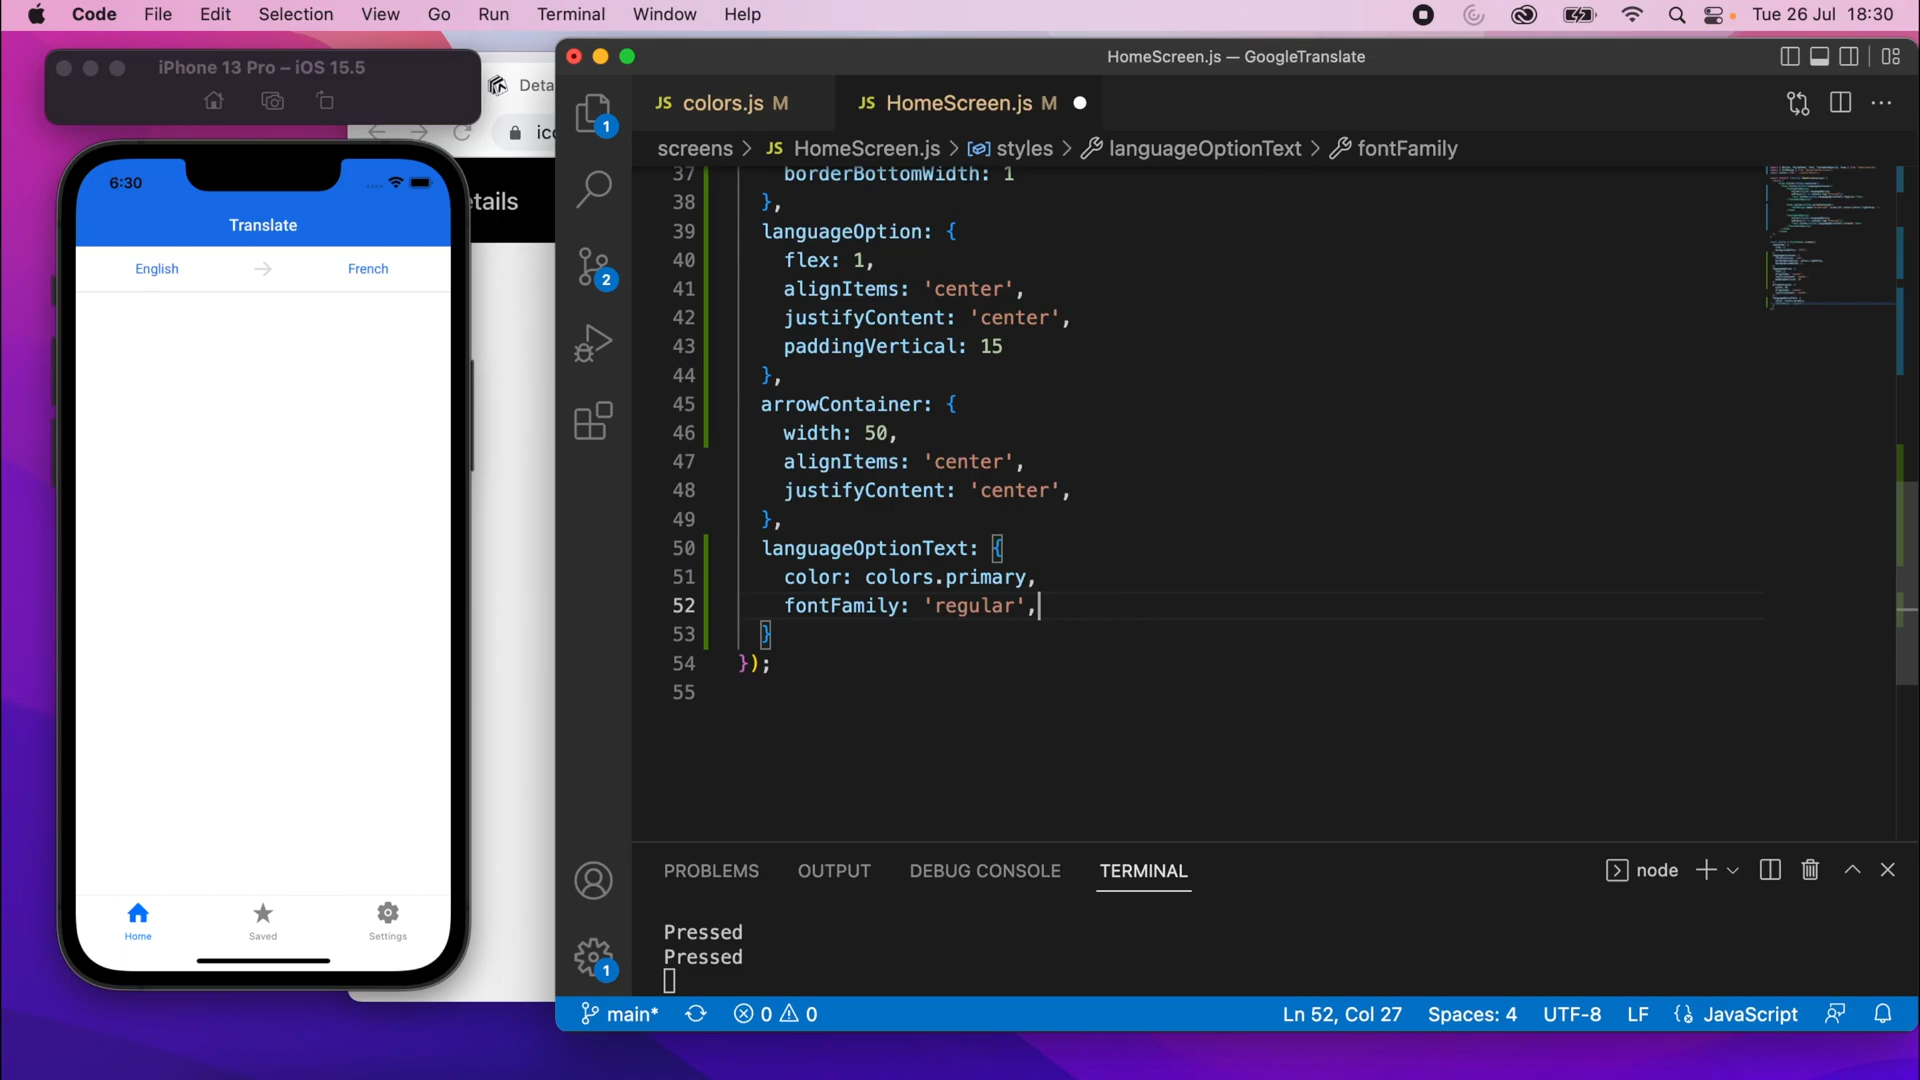 Code File Edit Selection View Go Run Terminal Window Help Tue 26 Jul 18:30
iPhone 13 Pro – iOS 15.5
Deta
etails
6:30
Translate
English French
Home Saved Settings
HomeScreen.js — GoogleTranslate
JS colors.js M JS HomeScreen.js M
screens > JS HomeScreen.js > styles > languageOptionText > fontFamily
37 borderBottomWidth: 1
38 },
39 languageOption: {
40 flex: 1,
41 alignItems: 'center',
42 justifyContent: 'center',
43 paddingVertical: 15
44 },
45 arrowContainer: {
46 width: 50,
47 alignItems: 'center',
48 justifyContent: 'center',
49 },
50 languageOptionText: {
51 color: colors.primary,
52 fontFamily: 'regular',
53 }
54 });
55
1
2
1
PROBLEMS OUTPUT DEBUG CONSOLE TERMINAL node
Pressed
Pressed
main* 0 0 Ln 52, Col 27 Spaces: 4 UTF-8 LF JavaScript